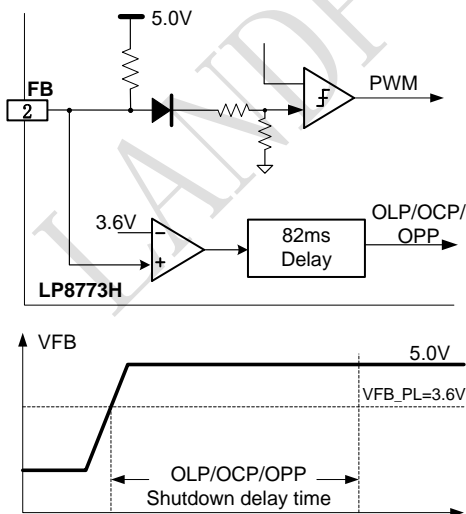 5.0V
FB
2
PWM
3.6V
82ms
Delay
OLP/OCP/
OPP
LP8773H
VFB
5.0V
VFB_PL=3.6V
OLP/OCP/OPP
Shutdown delay time